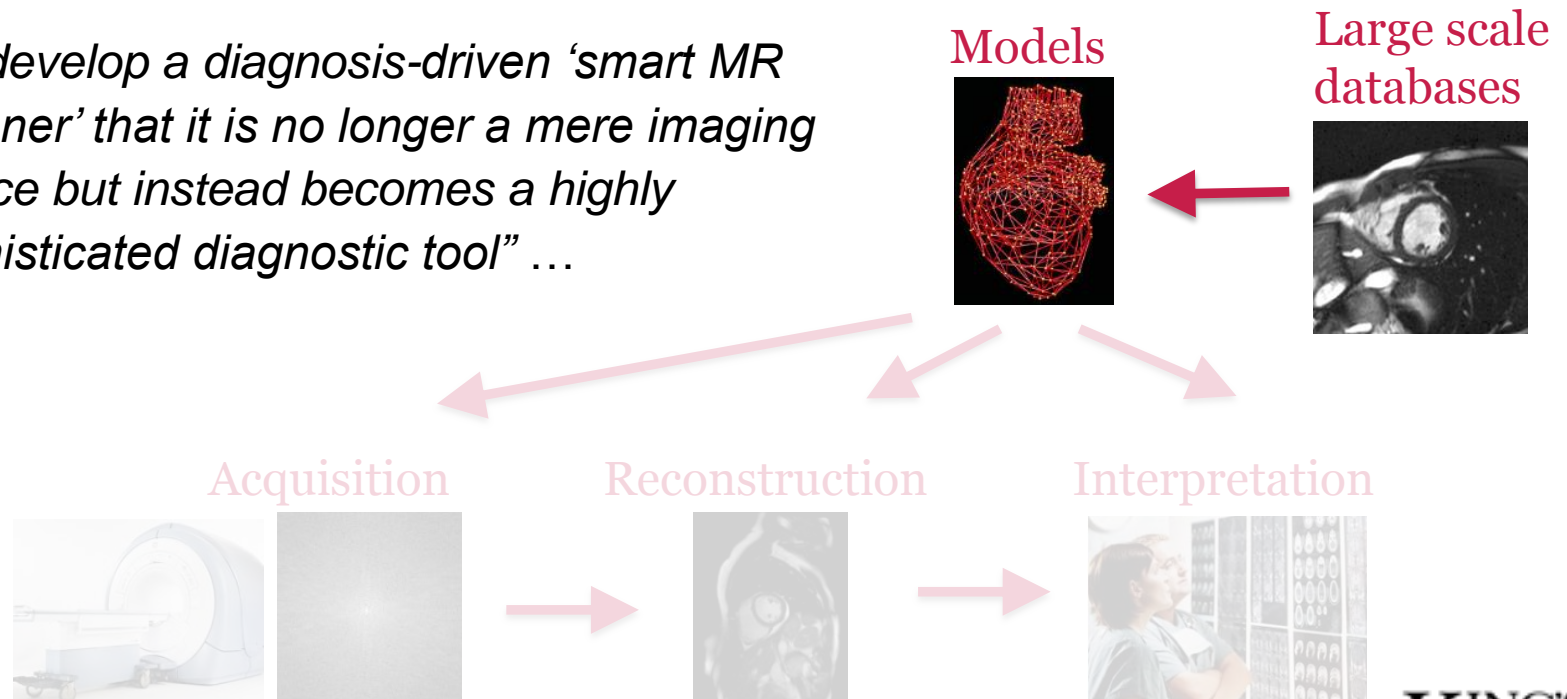 develop a diagnosis-driven ‘smart MR
ner’ that it is no longer a mere imaging
ce but instead becomes a highly
isticated diagnostic tool” …
Models
Large scale
databases
Acquisition
Reconstruction
Interpretation